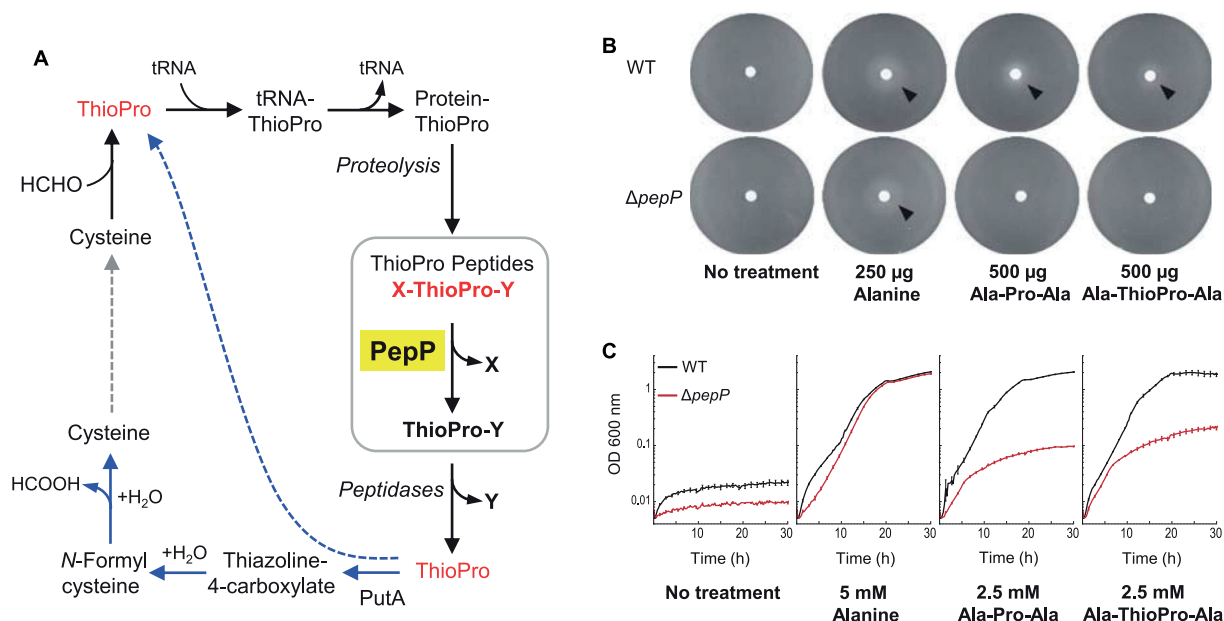 A
tRNA
tRNA
ThioPro
tRNA-
ThioPro
Protein-
ThioPro
HCHO
Proteolysis
Cysteine
ThioPro Peptides
X-ThioPro-Y
PepP
X
ThioPro-Y
Cysteine
HCOOH
+H₂O
Peptidases
Y
N-Formyl
cysteine
+H₂O
Thiazoline-
4-carboxylate
PutA
ThioPro
B
WT
ΔpepP
No treatment
250 µg
Alanine
500 µg
Ala-Pro-Ala
500 µg
Ala-ThioPro-Ala
C
WT
ΔpepP
OD 600 nm
1
0.1
0.01
10 20 30
10 20 30
10 20 30
10 20 30
Time (h)
Time (h)
Time (h)
Time (h)
No treatment
5 mM
Alanine
2.5 mM
Ala-Pro-Ala
2.5 mM
Ala-ThioPro-Ala